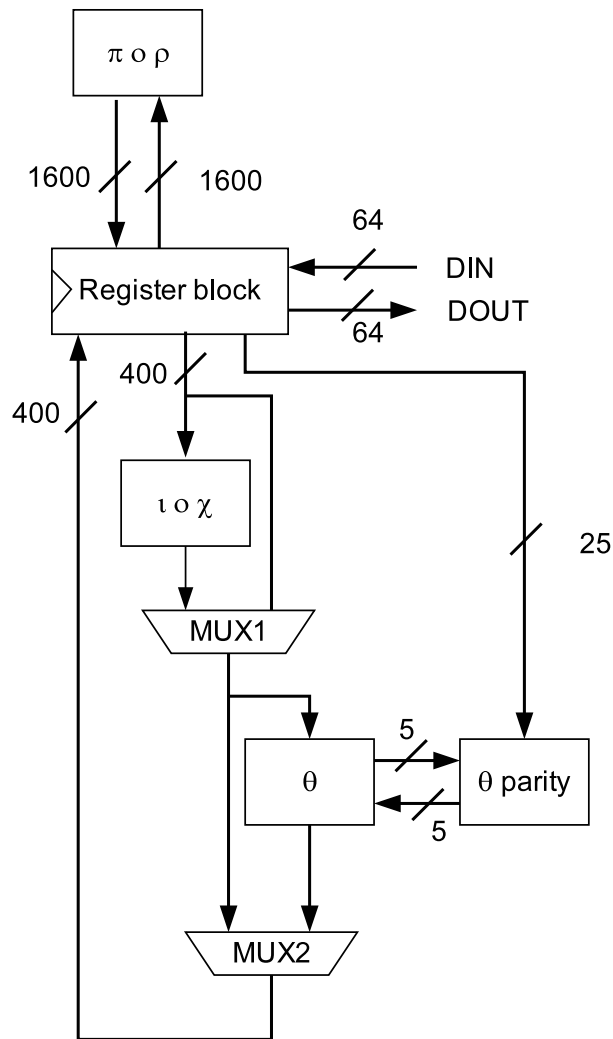 π o ρ
1600
1600
64
DIN
Register block
DOUT
64
400
400
ι o χ
25
MUX1
5
θ
θ parity
5
MUX2